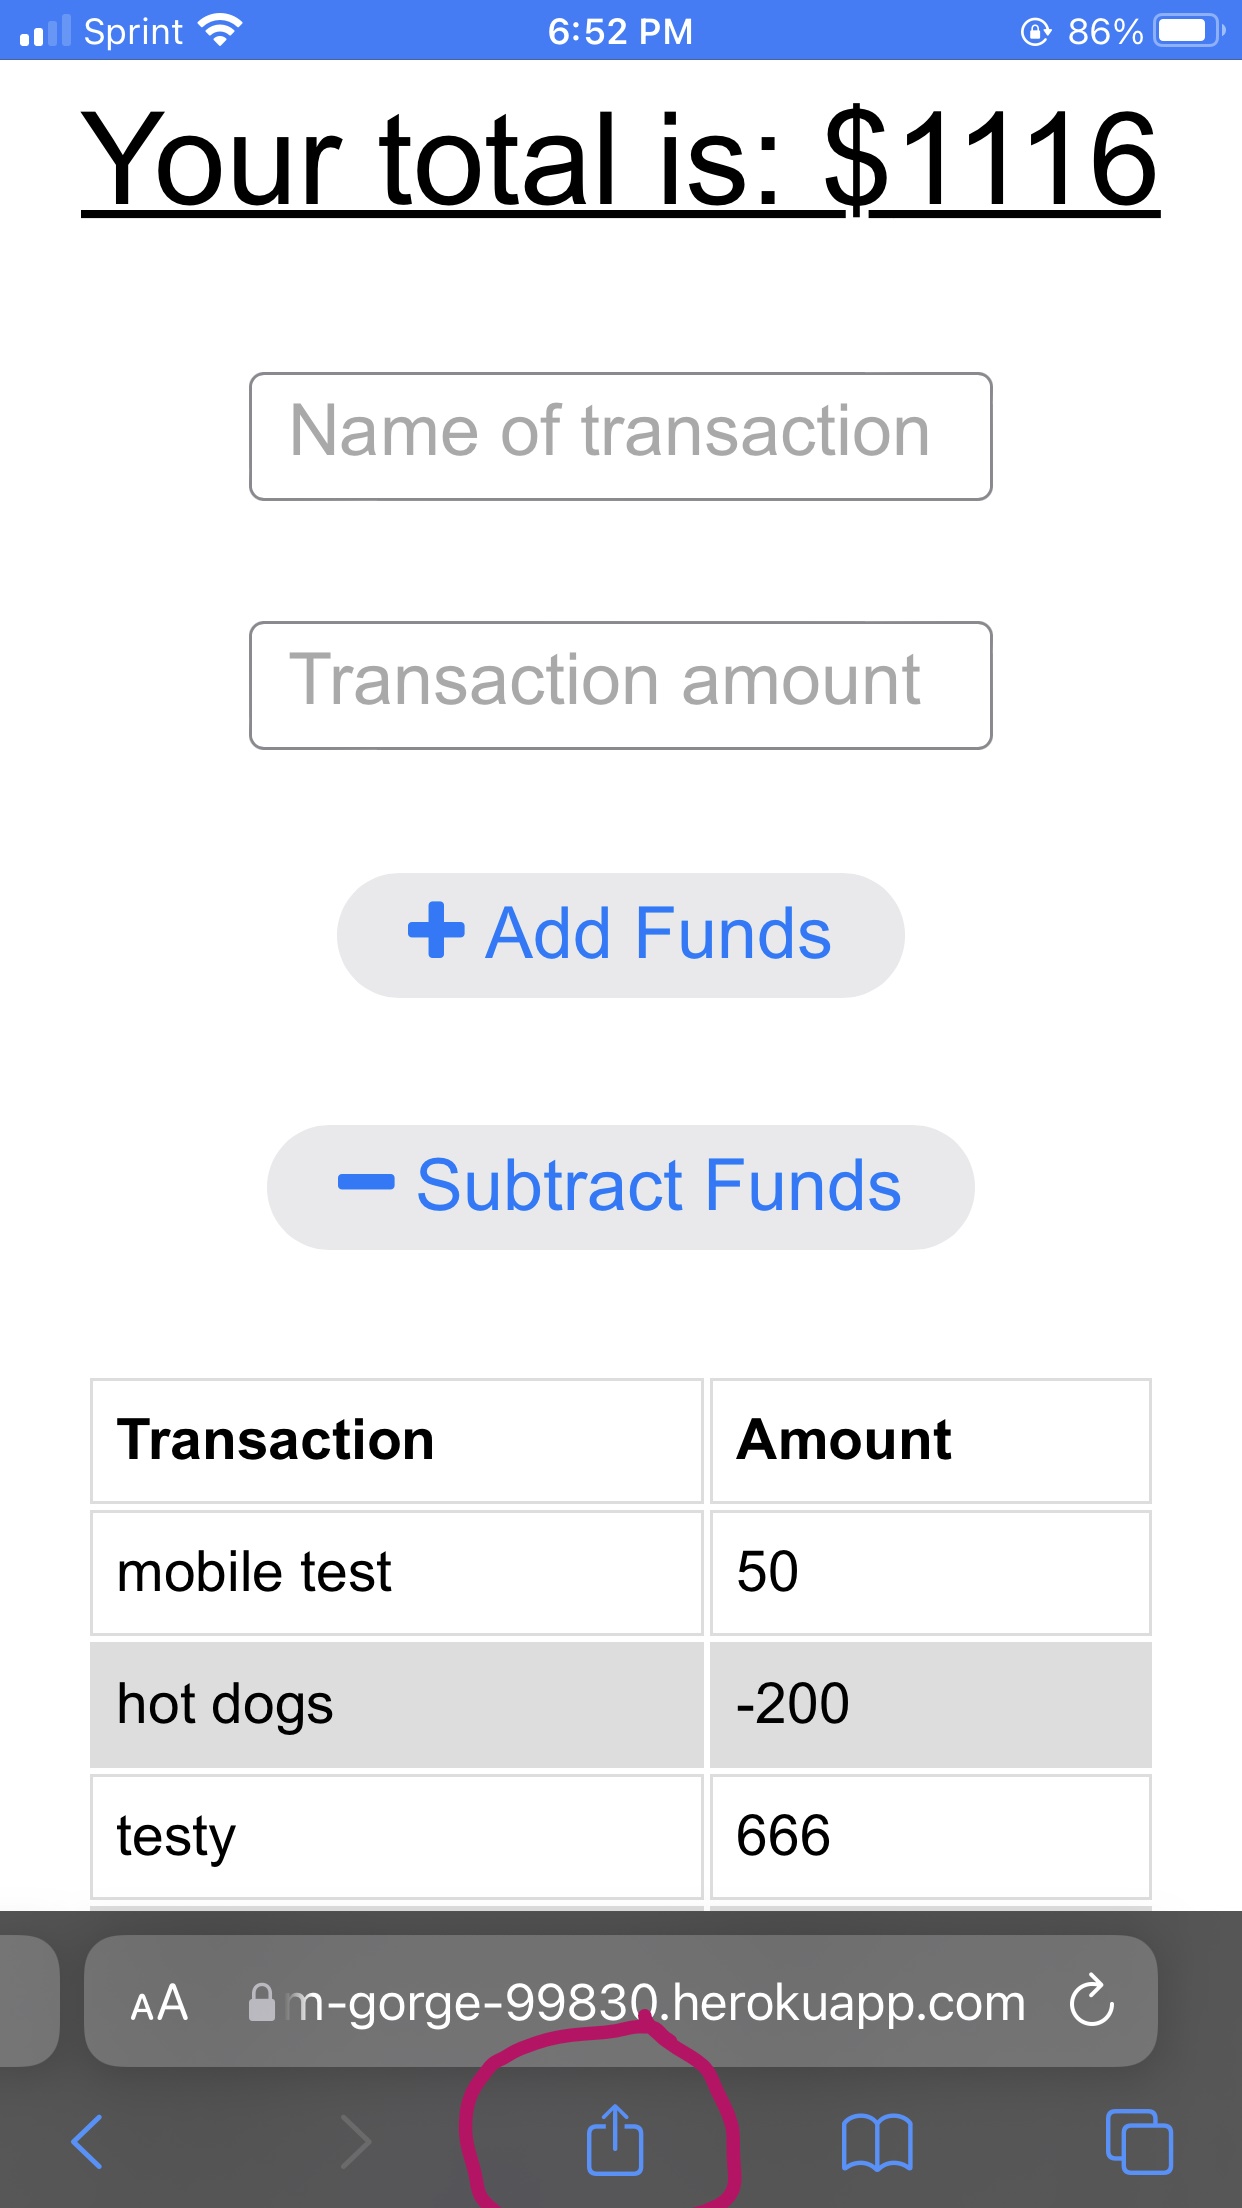 Sprint 6:52 PM 86%
Your total is: $1116
Name of transaction
Transaction amount
Add Funds
Subtract Funds
Transaction Amount
mobile test 50
hot dogs -200
testy 666
AA m-gorge-99830.herokuapp.com